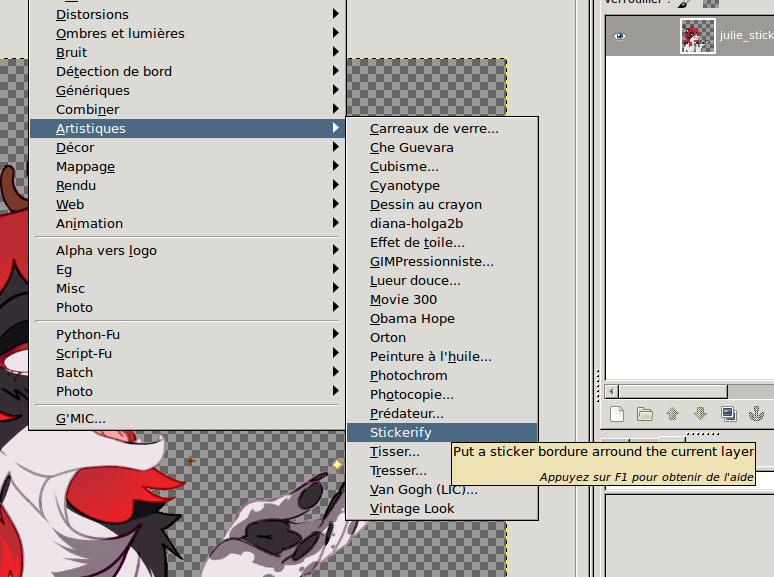 Verrouiller :
Distorsions
Ombres et lumières
Bruit
Détection de bord
Génériques
Combiner
Artistiques
Décor
Mappage
Rendu
Web
Animation
Alpha vers logo
Eg
Misc
Photo
Python-Fu
Script-Fu
Batch
Photo
G'MIC...
Carreaux de verre...
Che Guevara
Cubisme...
Cyanotype
Dessin au crayon
diana-holga2b
Effet de toile...
GIMPressionniste...
Lueur douce...
Movie 300
Obama Hope
Orton
Peinture à l'huile...
Photochrom
Photocopie...
Prédateur...
Stickerify
Tisser...
Tresser...
Van Gogh (LIC)...
Vintage Look
Put a sticker bordure arround the current layer
Appuyez sur F1 pour obtenir de l'aide
julie_stick